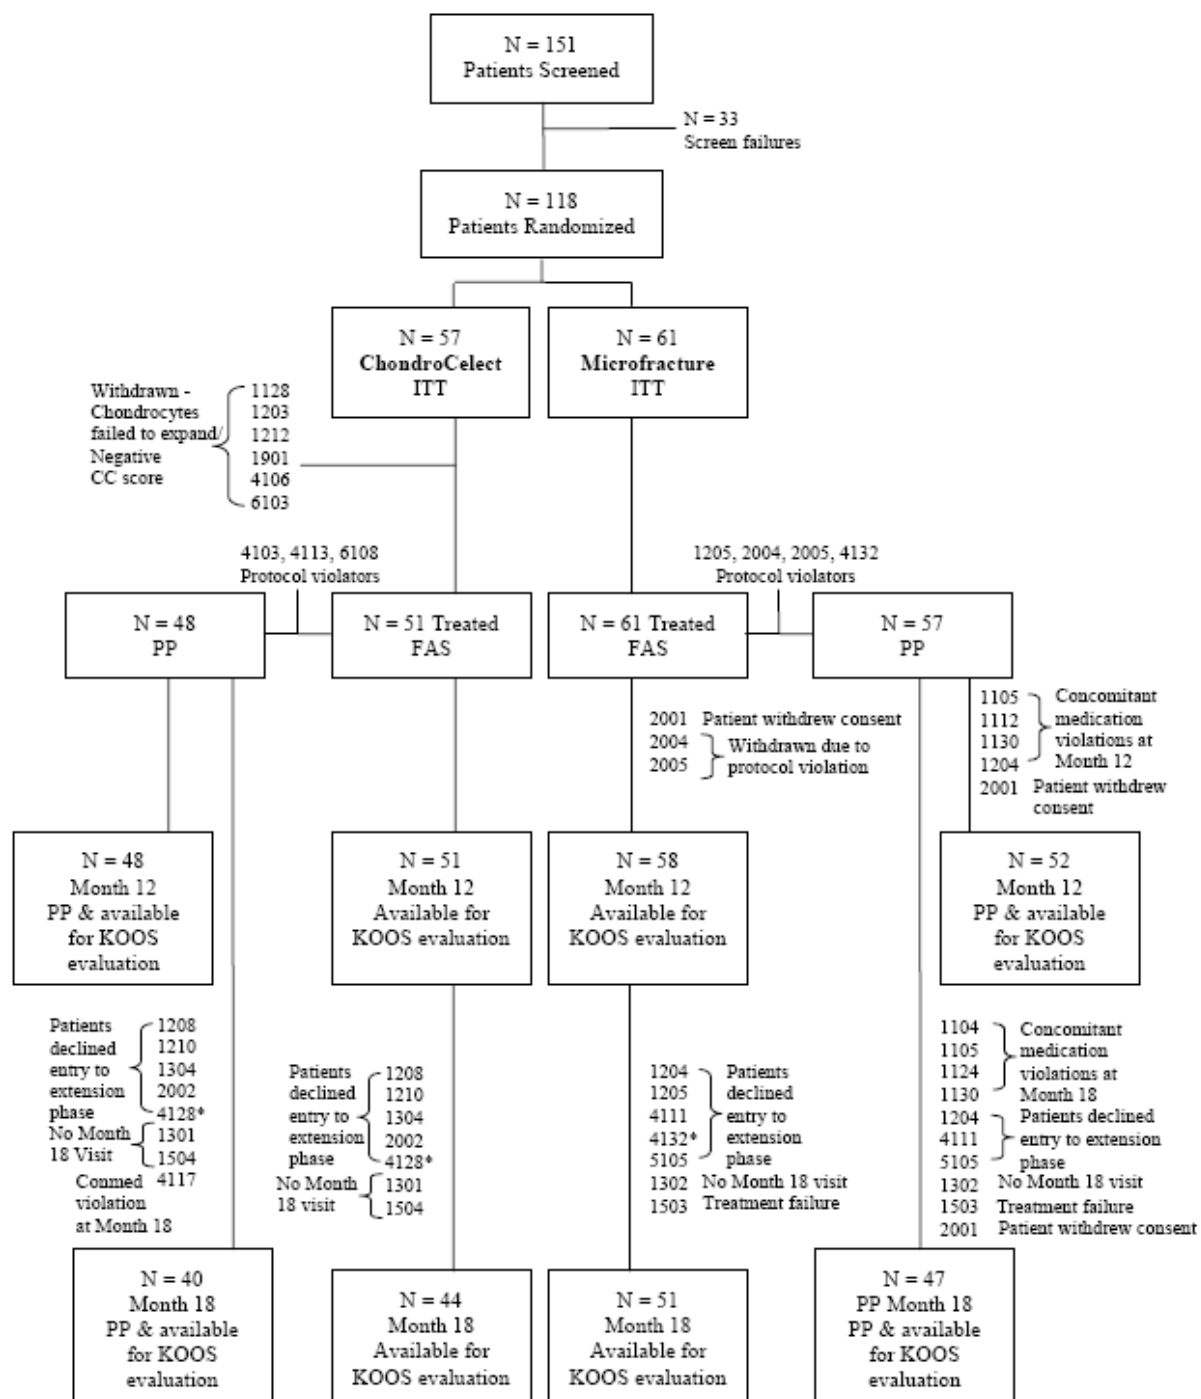 N = 151
Patients Screened
N = 33
Screen failures
N = 118
Patients Randomized
N = 57
ChondroCelect
ITT
N = 61
Microfracture
ITT
Withdrawn -
Chondrocytes
failed to expand/
Negative
CC score
1128
1203
1212
1901
4106
6103
4103, 4113, 6108
Protocol violators
1205, 2004, 2005, 4132
Protocol violators
N = 48
PP
N = 51 Treated
FAS
N = 61 Treated
FAS
N = 57
PP
2001 Patient withdrew consent
2004
2005
Withdrawn due to
protocol violation
1105
1112
1130
1204
Concomitant
medication
violations at
Month 12
2001 Patient withdrew
consent
N = 48
Month 12
PP & available
for KOOS
evaluation
N = 51
Month 12
Available for
KOOS evaluation
N = 58
Month 12
Available for
KOOS evaluation
N = 52
Month 12
PP & available
for KOOS
evaluation
Patients
declined
entry to
extension
phase
1208
1210
1304
2002
4128*
No Month
18 Visit
1301
1504
Conmed
violation
at Month 18
4117
Patients
declined
entry to
extension
phase
1208
1210
1304
2002
4128*
No Month
18 visit
1301
1504
1204
1205
4111
4132*
5105
Patients
declined
entry to
extension
phase
1302 No Month 18 visit
1503 Treatment failure
1104
1105
1124
1130
Concomitant
medication
violations at
Month 18
1204
4111
5105
Patients declined
entry to extension
phase
1302 No Month 18 visit
1503 Treatment failure
2001 Patient withdrew consent
N = 40
Month 18
PP & available
for KOOS
evaluation
N = 44
Month 18
Available for
KOOS evaluation
N = 51
Month 18
Available for
KOOS evaluation
N = 47
PP Month 18
PP & available
for KOOS
evaluation